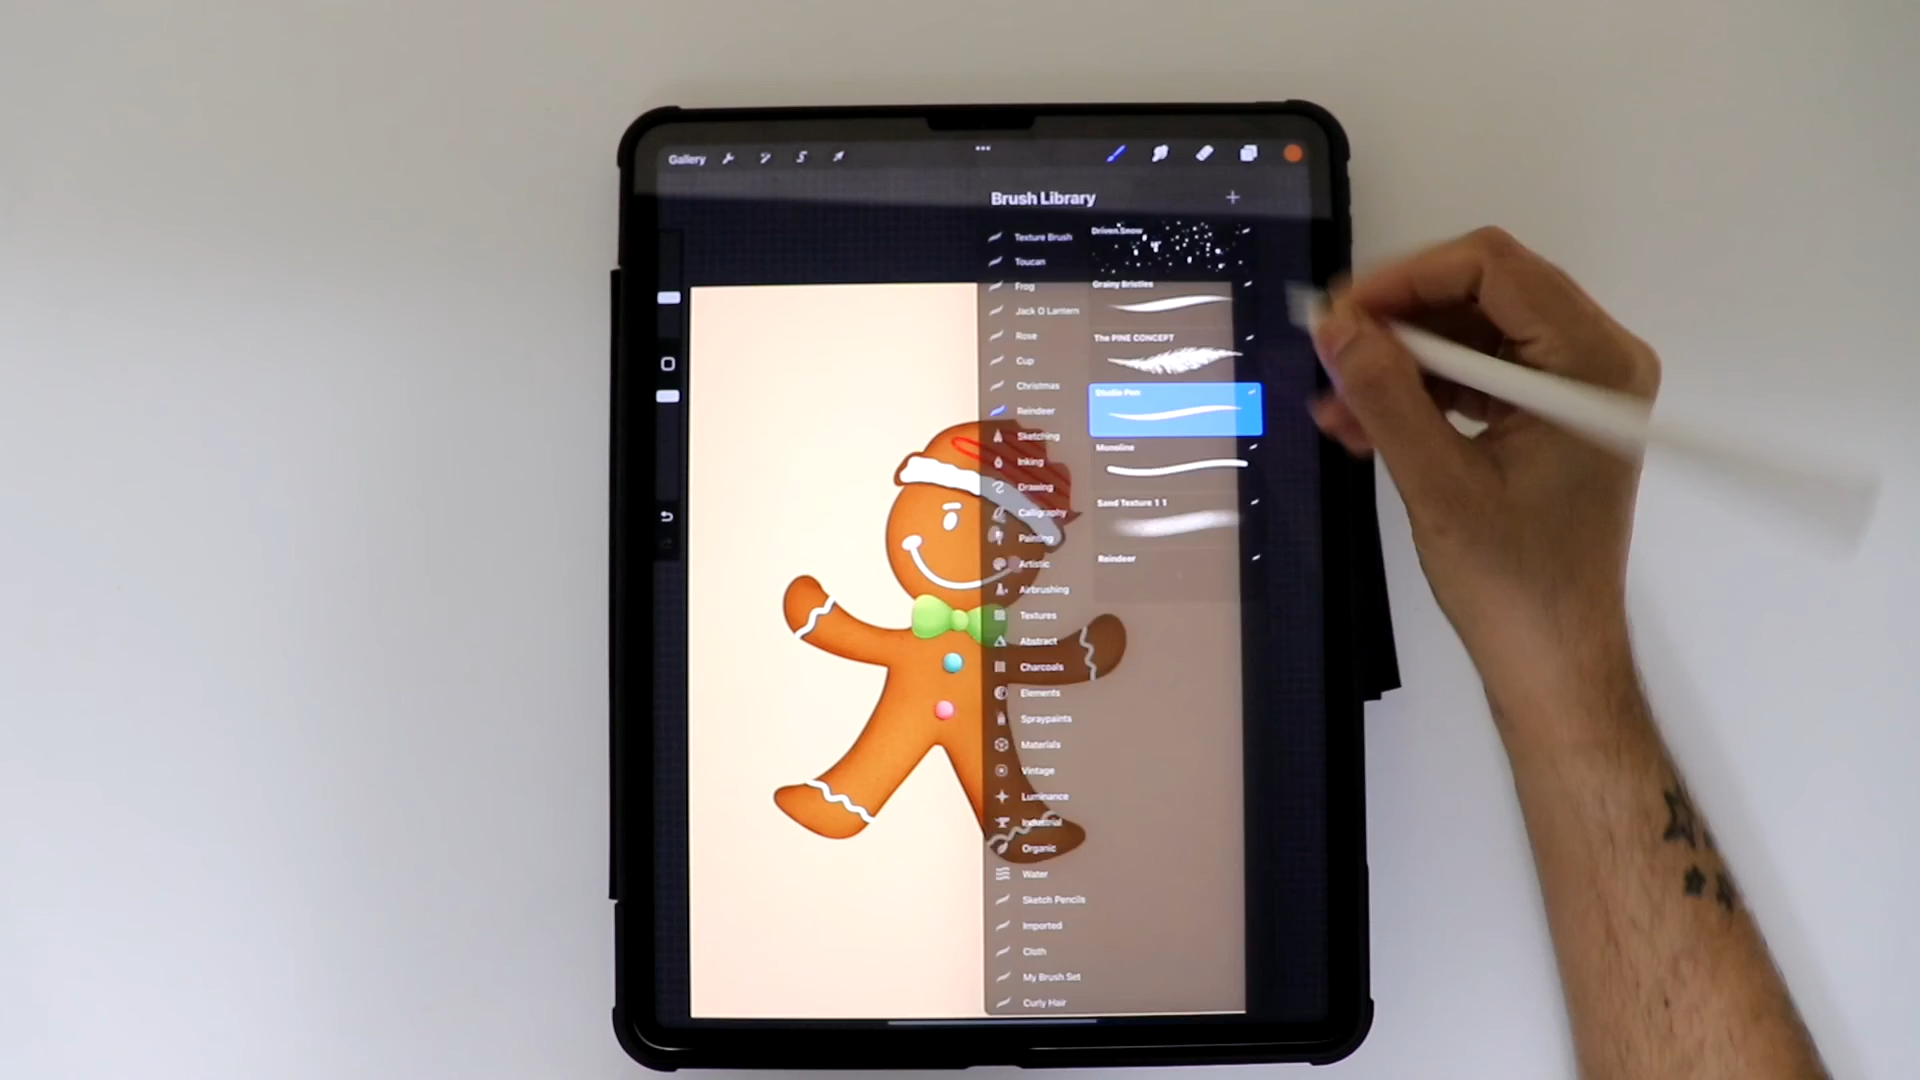 Gallery
Brush Library
Texture Brush
Toucan
Frog
Jack O Lantern
Rose
Cup
Christmas
Reindeer
Sketching
Inking
Drawing
Calligraphy
Painting
Artistic
Airbrushing
Textures
Abstract
Charcoals
Elements
Spraypaints
Materials
Vintage
Luminance
Industrial
Organic
Water
Sketch Pencils
Imported
Cloth
My Brush Set
Curly Hair
Driven Snow
Grainy Bristles
The PINE CONCEPT
Studio Pen
Monoline
Sand Texture 1 1
Reindeer